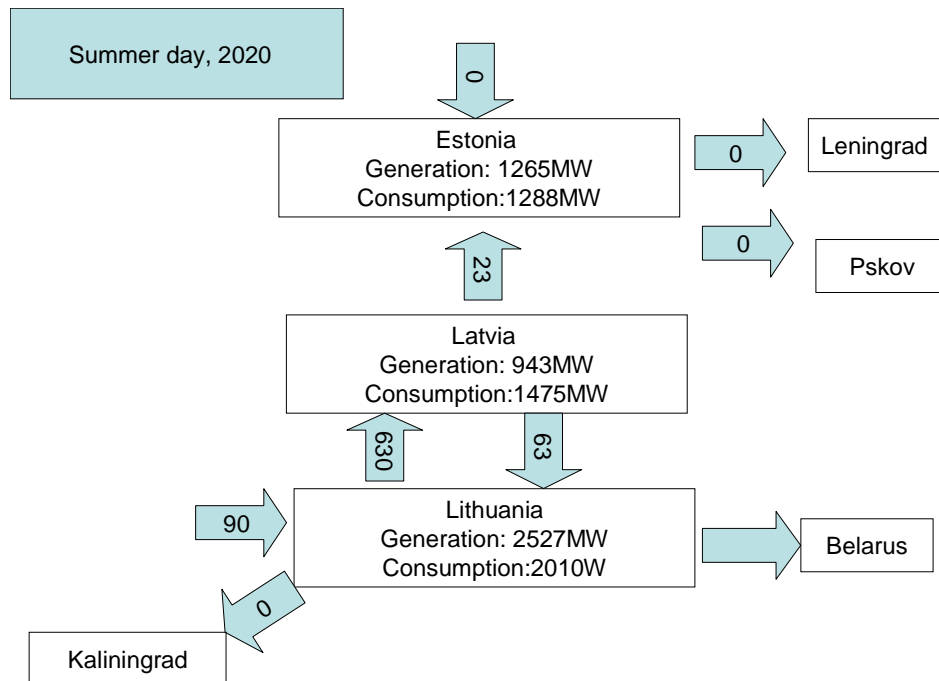 Summer day, 2020
0
Estonia
Generation: 1265MW
Consumption:1288MW
0
Leningrad
0
Pskov
23
Latvia
Generation: 943MW
Consumption:1475MW
630
63
90
Lithuania
Generation: 2527MW
Consumption:2010W
Belarus
0
Kaliningrad